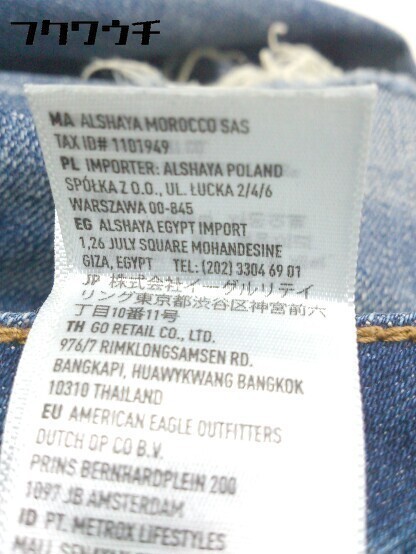 フクウクチ
MA ALSHAYA MOROCCO SAS
TAX ID# 1101949
PL IMPORTER: ALSHAYA POLAND
SPÓŁKA Z O.O., UL. ŁUCKA 2/4/6
WARSZAWA 00-845
EG ALSHAYA EGYPT IMPORT
1,26 JULY SQUARE MOHANDESINE
GIZA, EGYPT TEL: (202) 3304 69 01
JP 株式会社イーグルリテイ
リング東京都渋谷区神宮前六
丁目10番11号
TH GO RETAIL CO., LTD.
976/7 RIMKLONGSAMSEN RD.
BANGKAPI, HUAWYKWANG BANGKOK
10310 THAILAND
EU AMERICAN EAGLE OUTFITTERS
DUTCH OP CO B.V.
PRINS BERNHARDPLEIN 200
1097 JB AMSTERDAM
ID PT. METROX LIFESTYLES